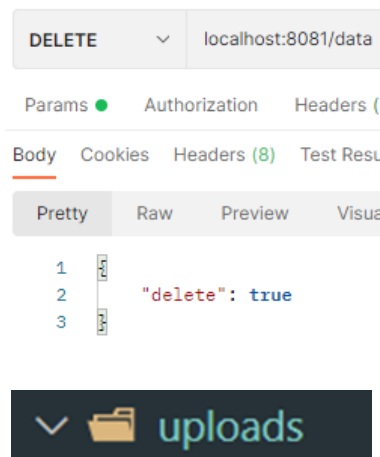 DELETE localhost:8081/data
Params Authorization Headers (
Body Cookies Headers (8) Test Resu
Pretty Raw Preview Visua
1 {
2 "delete": true
3 }
uploads